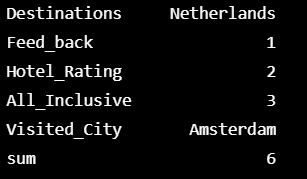 Destinations Netherlands
Feed_back 1
Hotel_Rating 2
All_Inclusive 3
Visited_City Amsterdam
sum 6